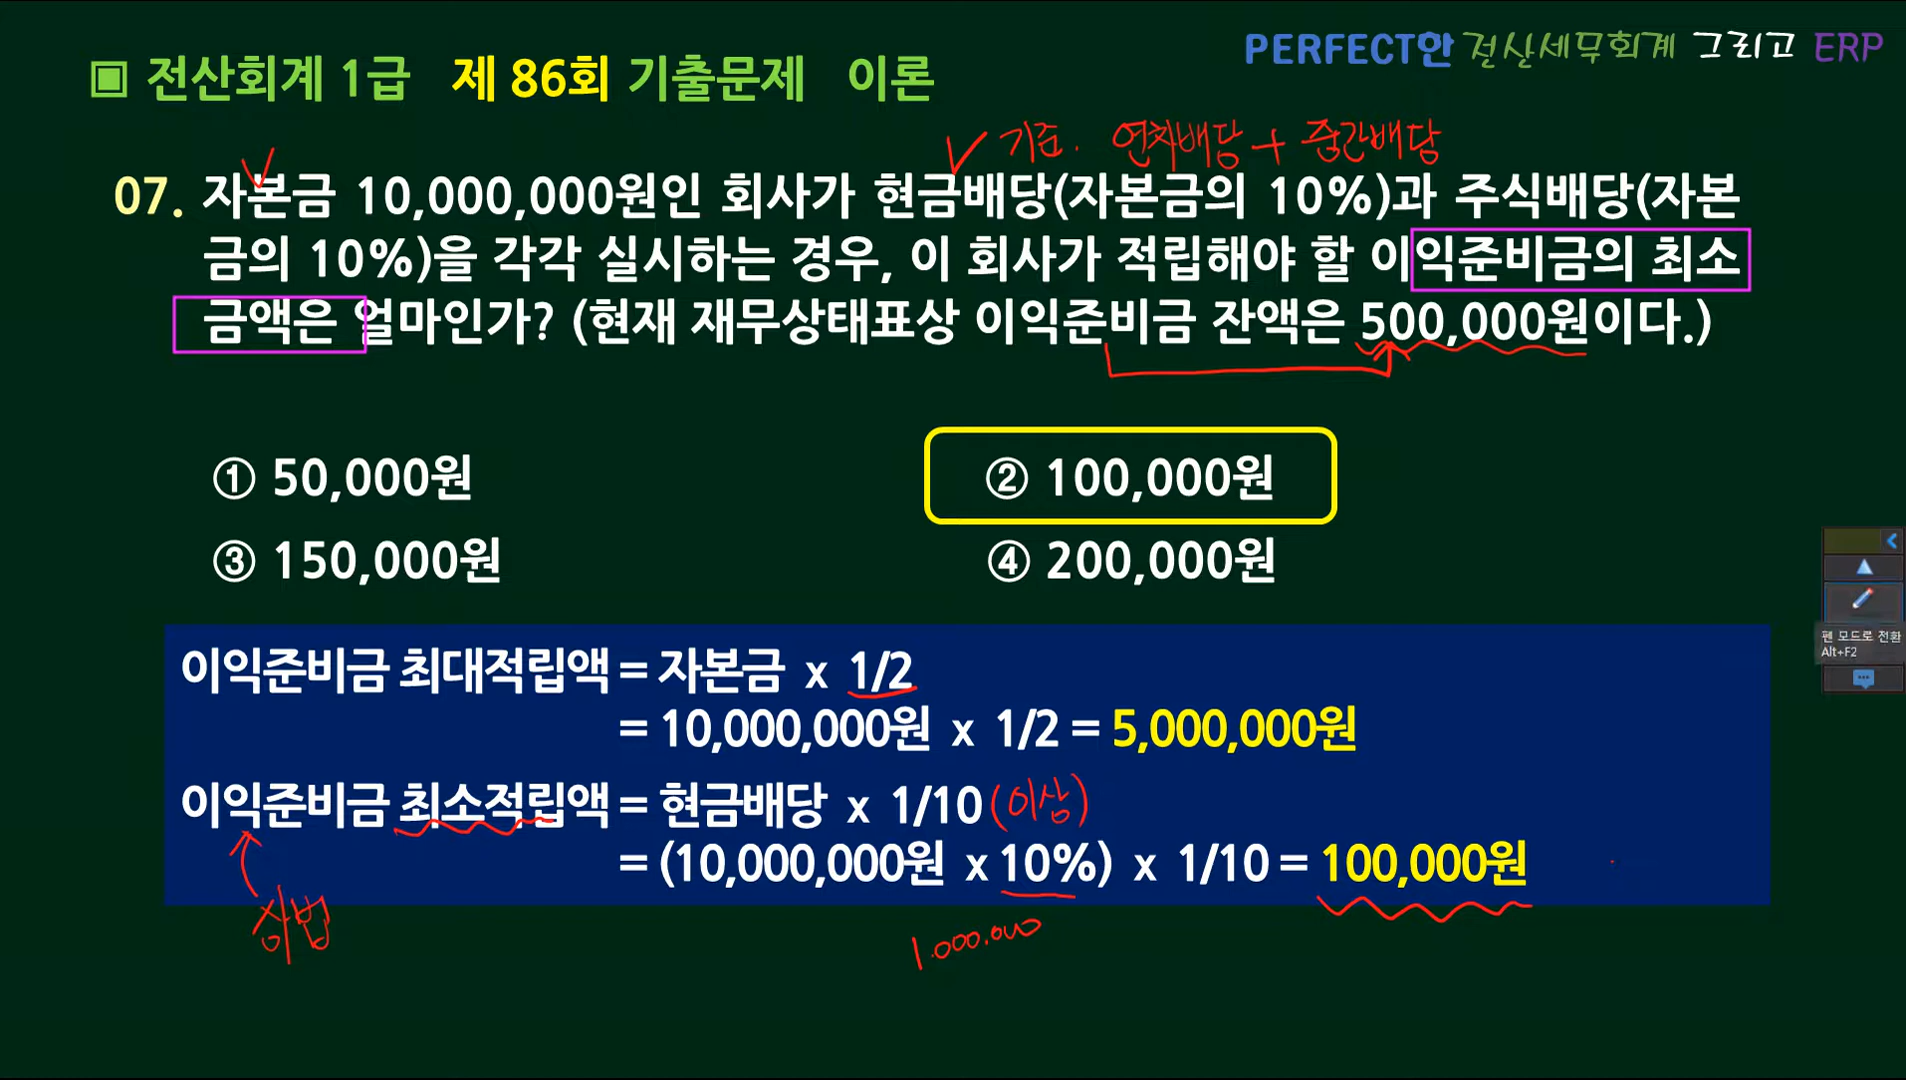 PERFECT한 전산세무회계 그리고 ERP
▣ 전산회계 1급 제 86회 기출문제 이론
기준. 연차배당 + 중간배당
07. 자본금 10,000,000원인 회사가 현금배당(자본금의 10%)과 주식배당(자본
금의 10%)을 각각 실시하는 경우, 이 회사가 적립해야 할 이익준비금의 최소
금액은 얼마인가? (현재 재무상태표상 이익준비금 잔액은 500,000원이다.)
① 50,000원
② 100,000원
③ 150,000원
④ 200,000원
펜 모드로 전환
Alt+F2
이익준비금 최대적립액 = 자본금 x 1/2
= 10,000,000원 x 1/2 = 5,000,000원
이익준비금 최소적립액 = 현금배당 x 1/10 (이상)
= (10,000,000원 x 10%) x 1/10 = 100,000원
상법
1.000.000